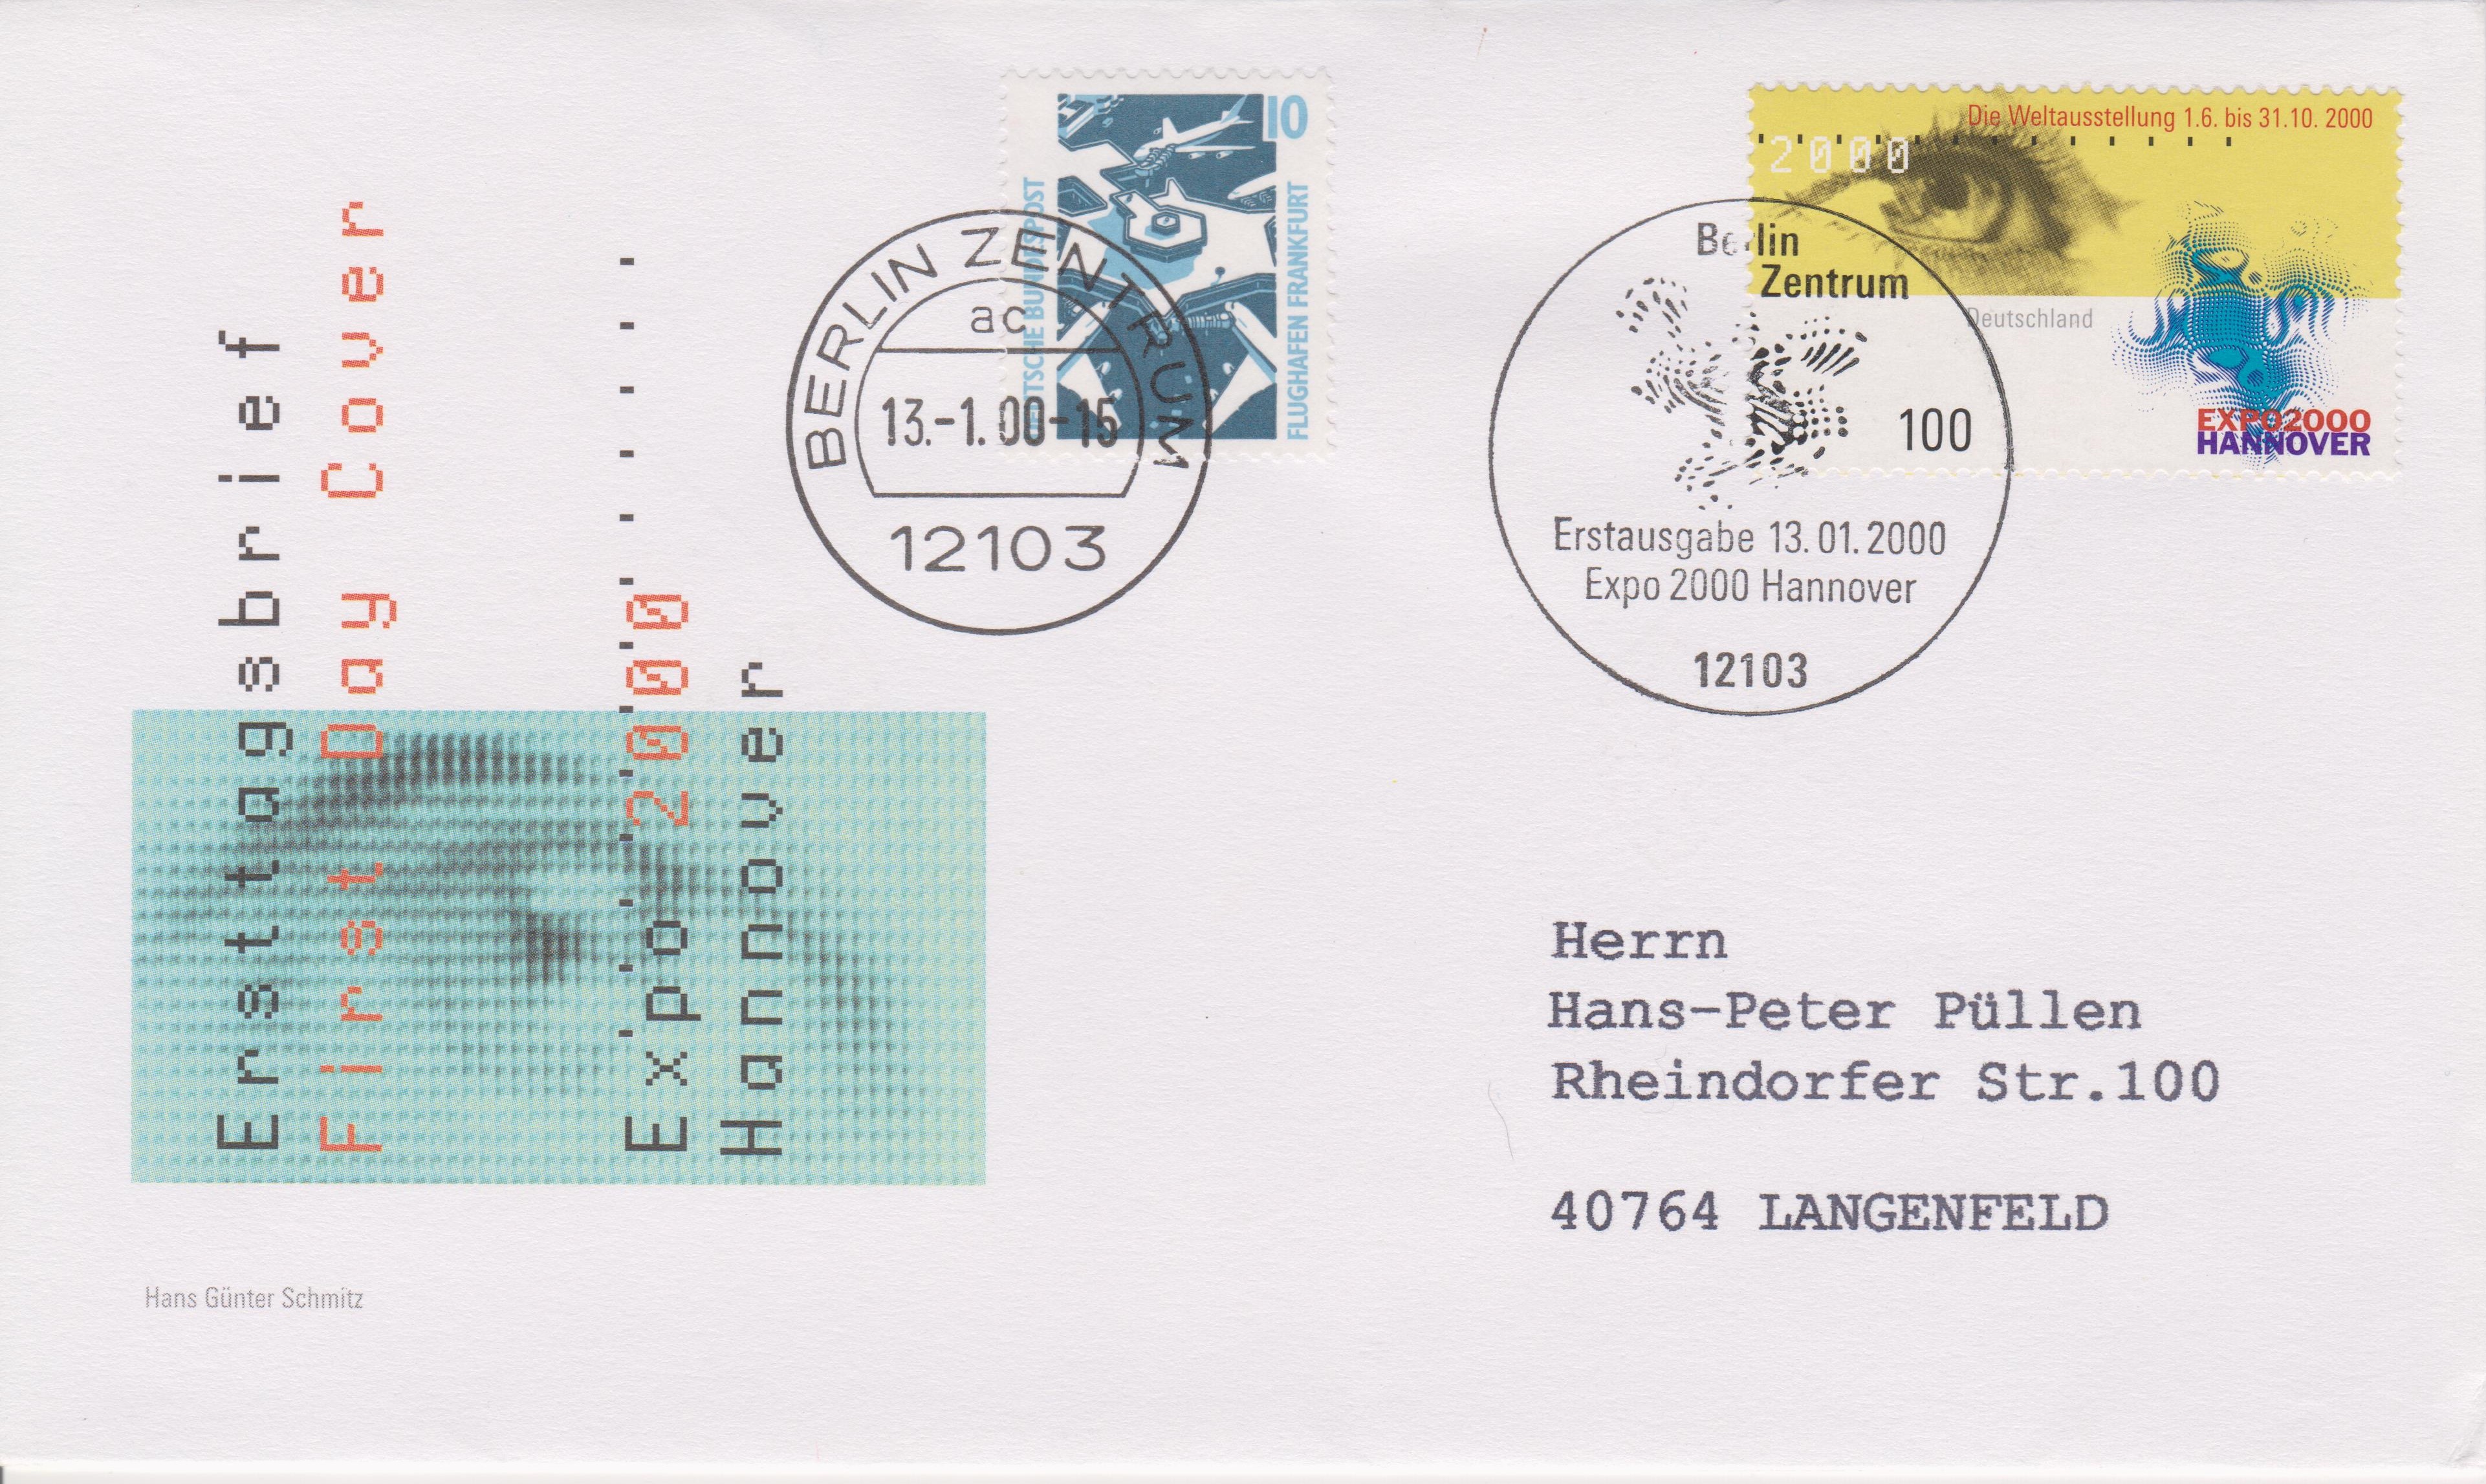 Erstagsbrief
First Day Cover
Expo 2000
Hannover
10
DEUTSCHE BUNDESPOST
FLUGHAFEN FRANKFURT
BERLIN ZENTRUM
ac
13.-1.00-15
12103
Die Weltausstellung 1.6. bis 31.10. 2000
2000
Deutschland
100
EXPO2000
HANNOVER
Berlin
Zentrum
Erstausgabe 13.01.2000
Expo 2000 Hannover
12103
Herrn
Hans-Peter Püllen
Rheindorfer Str.100
40764 LANGENFELD
Hans Günter Schmitz